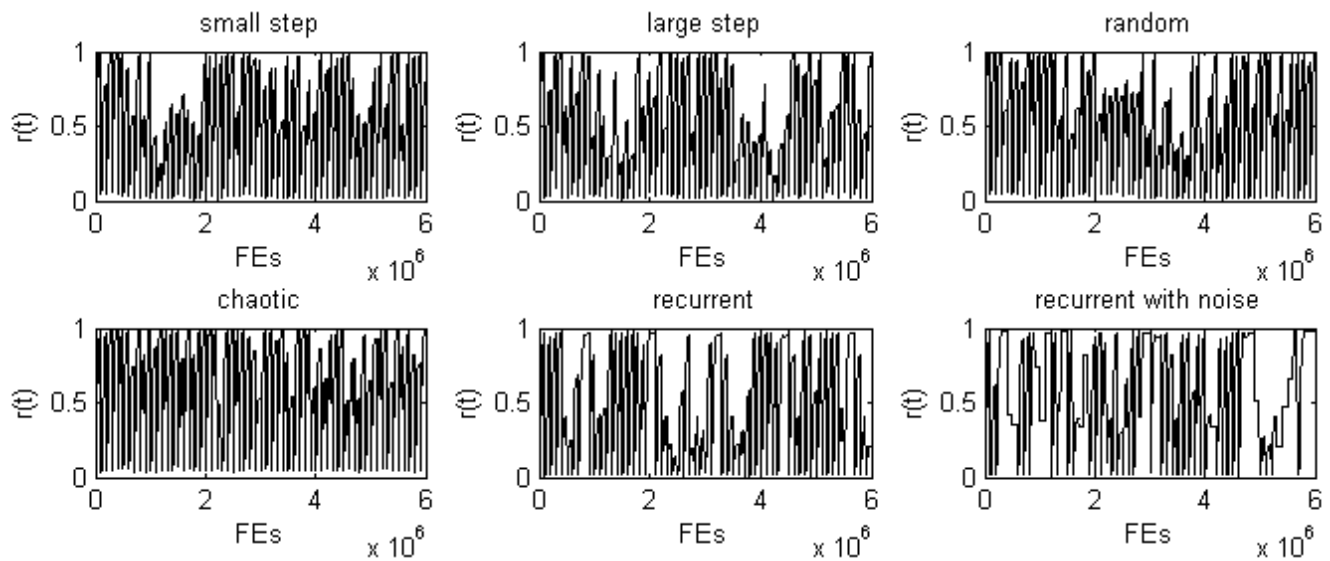 small step
1
0.5
0
r(t)
0 2 4 6
FEs
x 10^6
large step
1
0.5
0
r(t)
0 2 4 6
FEs
x 10^6
random
1
0.5
0
r(t)
0 2 4 6
FEs
x 10^6
chaotic
1
0.5
0
r(t)
0 2 4 6
FEs
x 10^6
recurrent
1
0.5
0
r(t)
0 2 4 6
FEs
x 10^6
recurrent with noise
1
0.5
0
r(t)
0 2 4 6
FEs
x 10^6